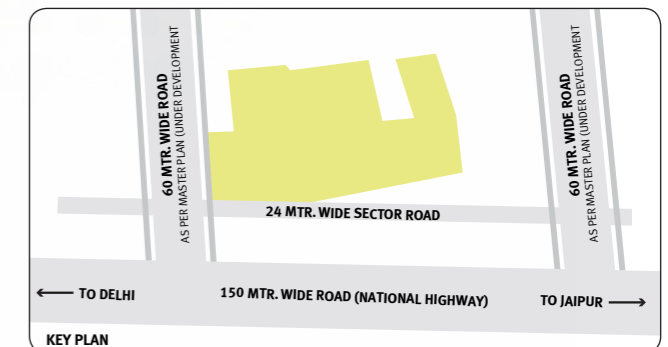 60 MTR. WIDE ROAD
AS PER MASTER PLAN (UNDER DEVELOPMENT
60 MTR. WIDE ROAD
AS PER MASTER PLAN (UNDER DEVELOPMENT
24 MTR. WIDE SECTOR ROAD
← TO DELHI
150 MTR. WIDE ROAD (NATIONAL HIGHWAY)
TO JAIPUR →
KEY PLAN